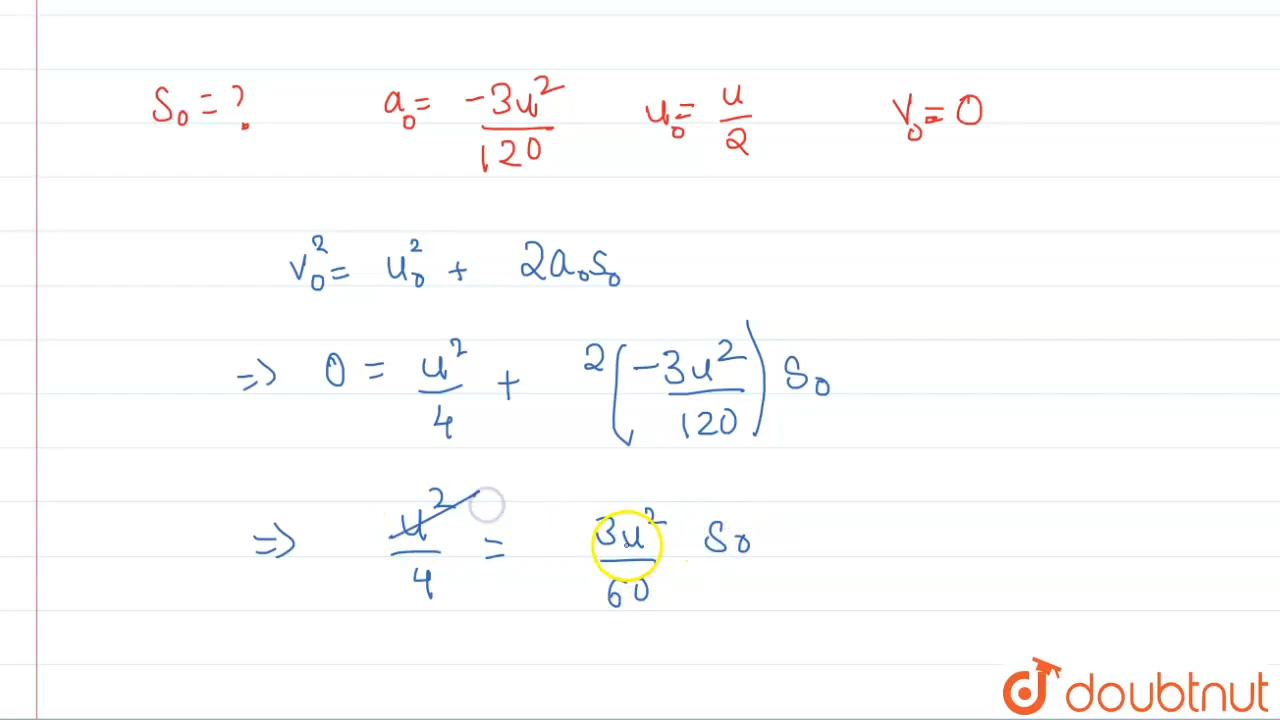 S₀ = ? a₀ = -3u²/120 u₀ = u/2 v₀ = 0
v₀² = u₀² + 2a₀s₀
=> 0 = u²/4 + 2(-3u²/120) S₀
=> u²/4 = 3u²/60 S₀
doubtnut